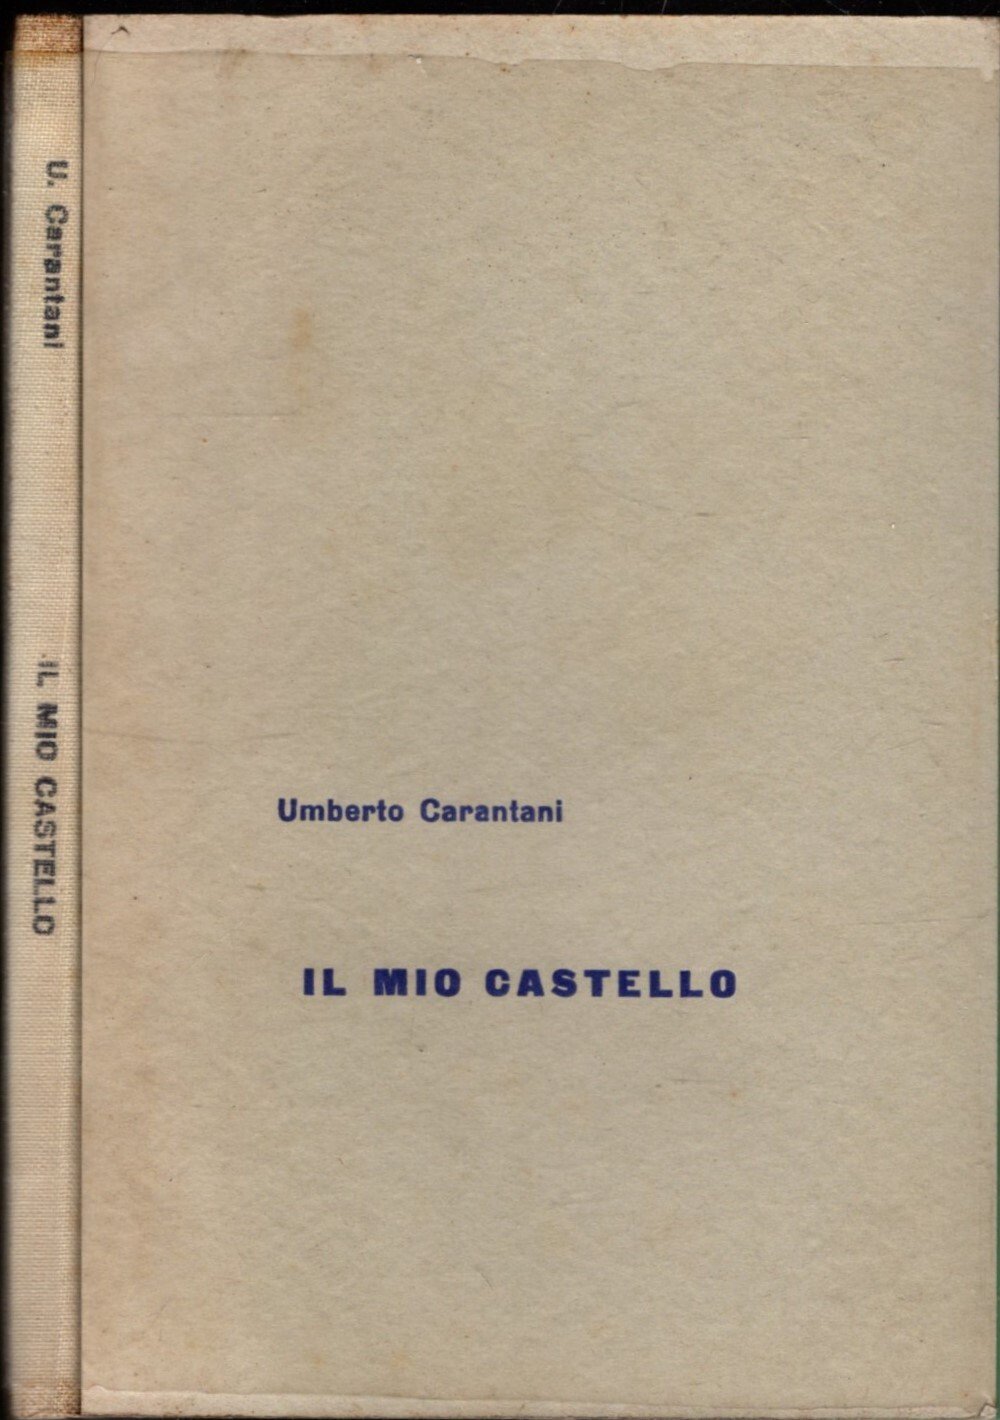 U. Carantani
IL MIO CASTELLO
Umberto Carantani
IL MIO CASTELLO